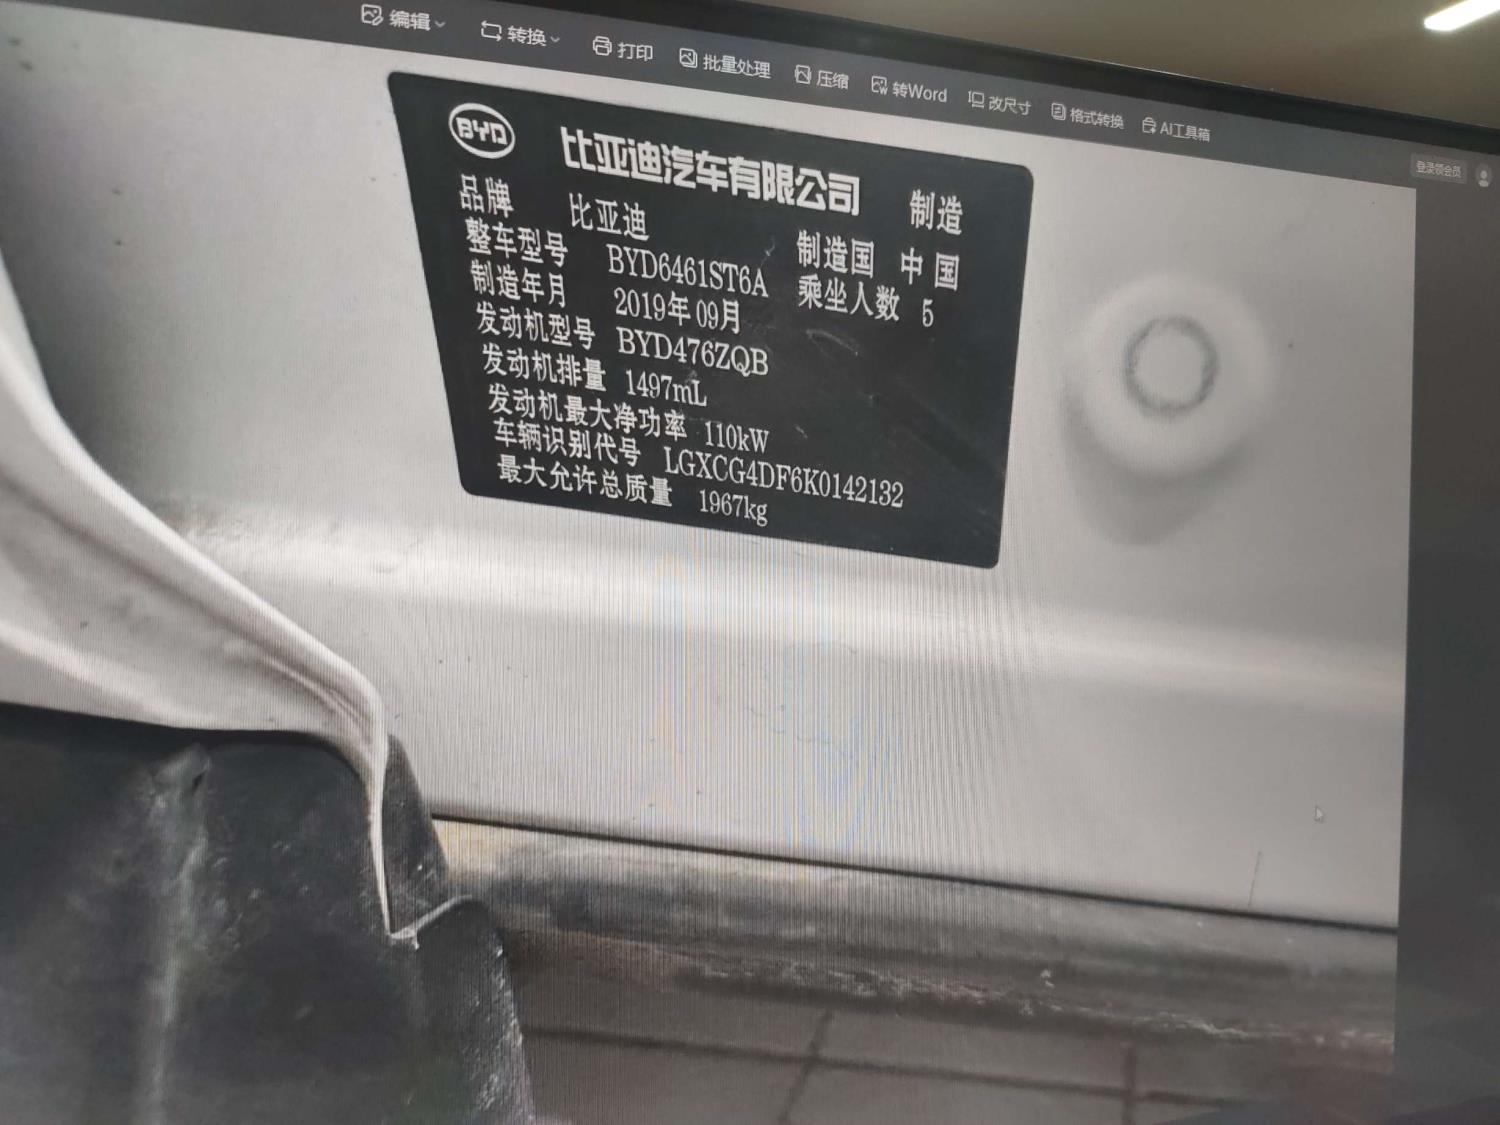 编辑 转换 打印 批量处理 压缩 转Word 改尺寸 格式转换 AI工具箱
登录领会员
BYD 比亚迪汽车有限公司 制造
品牌 比亚迪 制造国 中国
整车型号 BYD6461ST6A 乘坐人数 5
制造年月 2019年09月
发动机型号 BYD476ZQB
发动机排量 1497mL
发动机最大净功率 110kW
车辆识别代号 LGXCG4DF6K0142132
最大允许总质量 1967kg